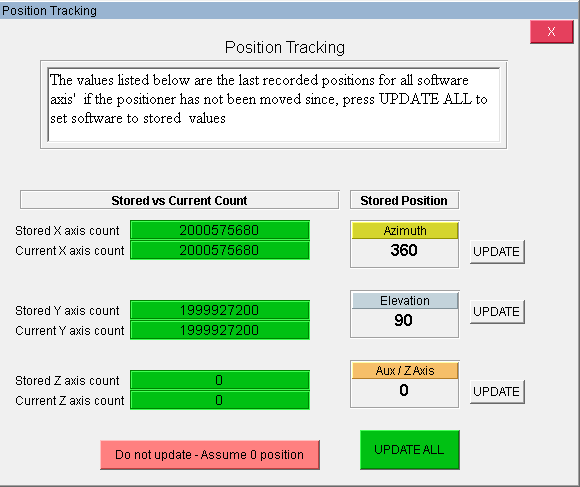 Position Tracking
X
Position Tracking
The values listed below are the last recorded positions for all software
axis'  if the positioner has not been moved since, press UPDATE ALL to
set software to stored  values
Stored vs Current Count
Stored Position
Stored X axis count 2000575680
Current X axis count 2000575680
Azimuth
360
UPDATE
Stored Y axis count 1999927200
Current Y axis count 1999927200
Elevation
90
UPDATE
Stored Z axis count 0
Current Z axis count 0
Aux / Z Axis
0
UPDATE
Do not update - Assume 0 position
UPDATE ALL